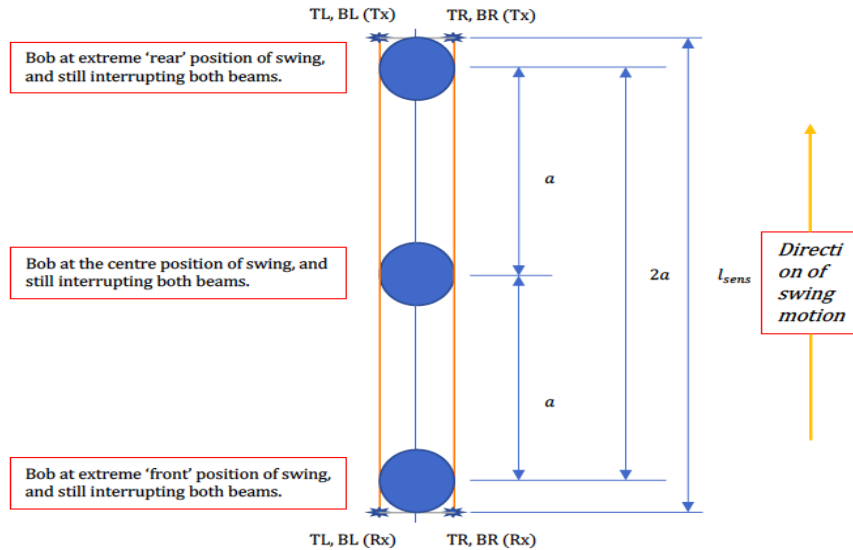 TL, BL (Tx)
TR, BR (Tx)
Bob at extreme ‘rear’ position of swing,
and still interrupting both beams.
a
Bob at the centre position of swing, and
still interrupting both beams.
2a
l_sens
Directi
on of
swing
motion
a
Bob at extreme ‘front’ position of swing,
and still interrupting both beams.
TL, BL (Rx)
TR, BR (Rx)